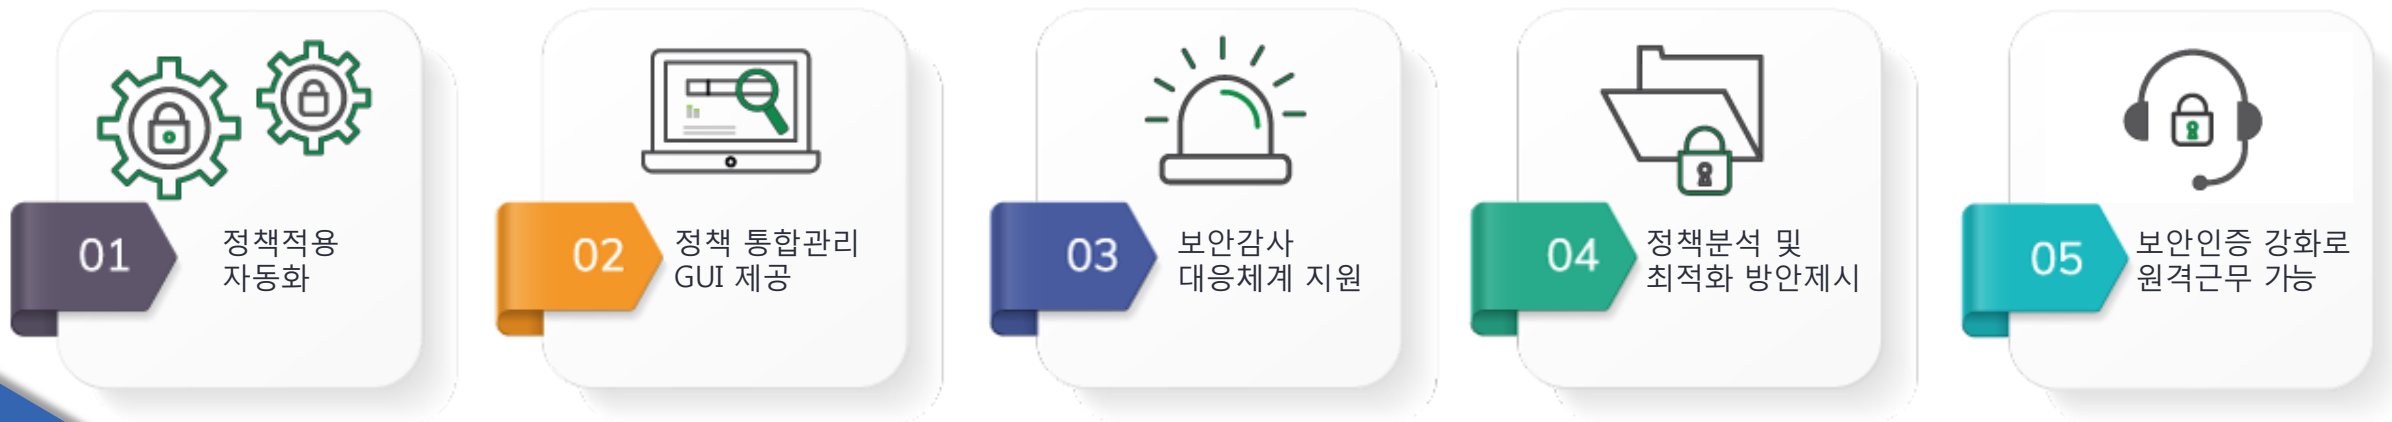 01
정책적용
자동화
02
정책 통합관리
GUI 제공
03
보안감사
대응체계 지원
04
정책분석 및
최적화 방안제시
05
보안인증 강화로
원격근무 가능